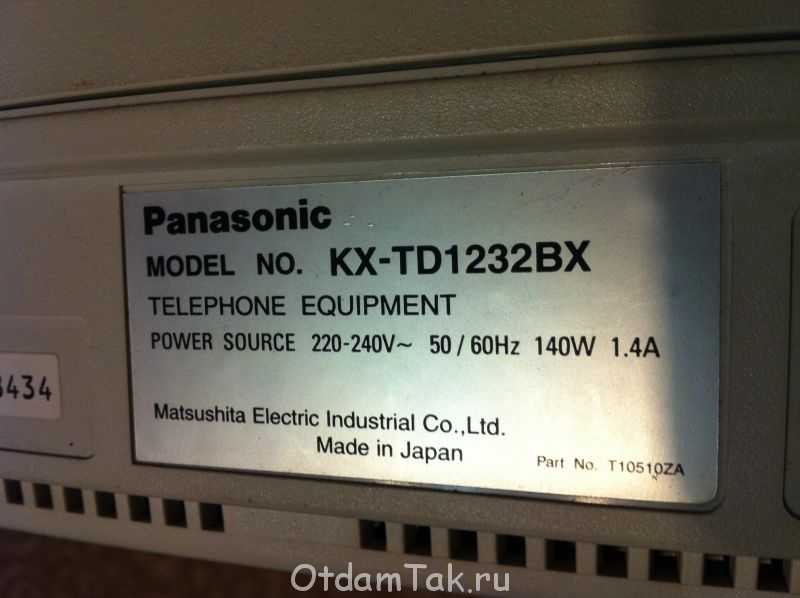 Panasonic
MODEL NO. KX-TD1232BX
TELEPHONE EQUIPMENT
POWER SOURCE 220-240V~ 50/60Hz 140W 1.4A
Matsushita Electric Industrial Co.,Ltd.
Made in Japan
Part No. T10510ZA
434
OtdamTak.ru